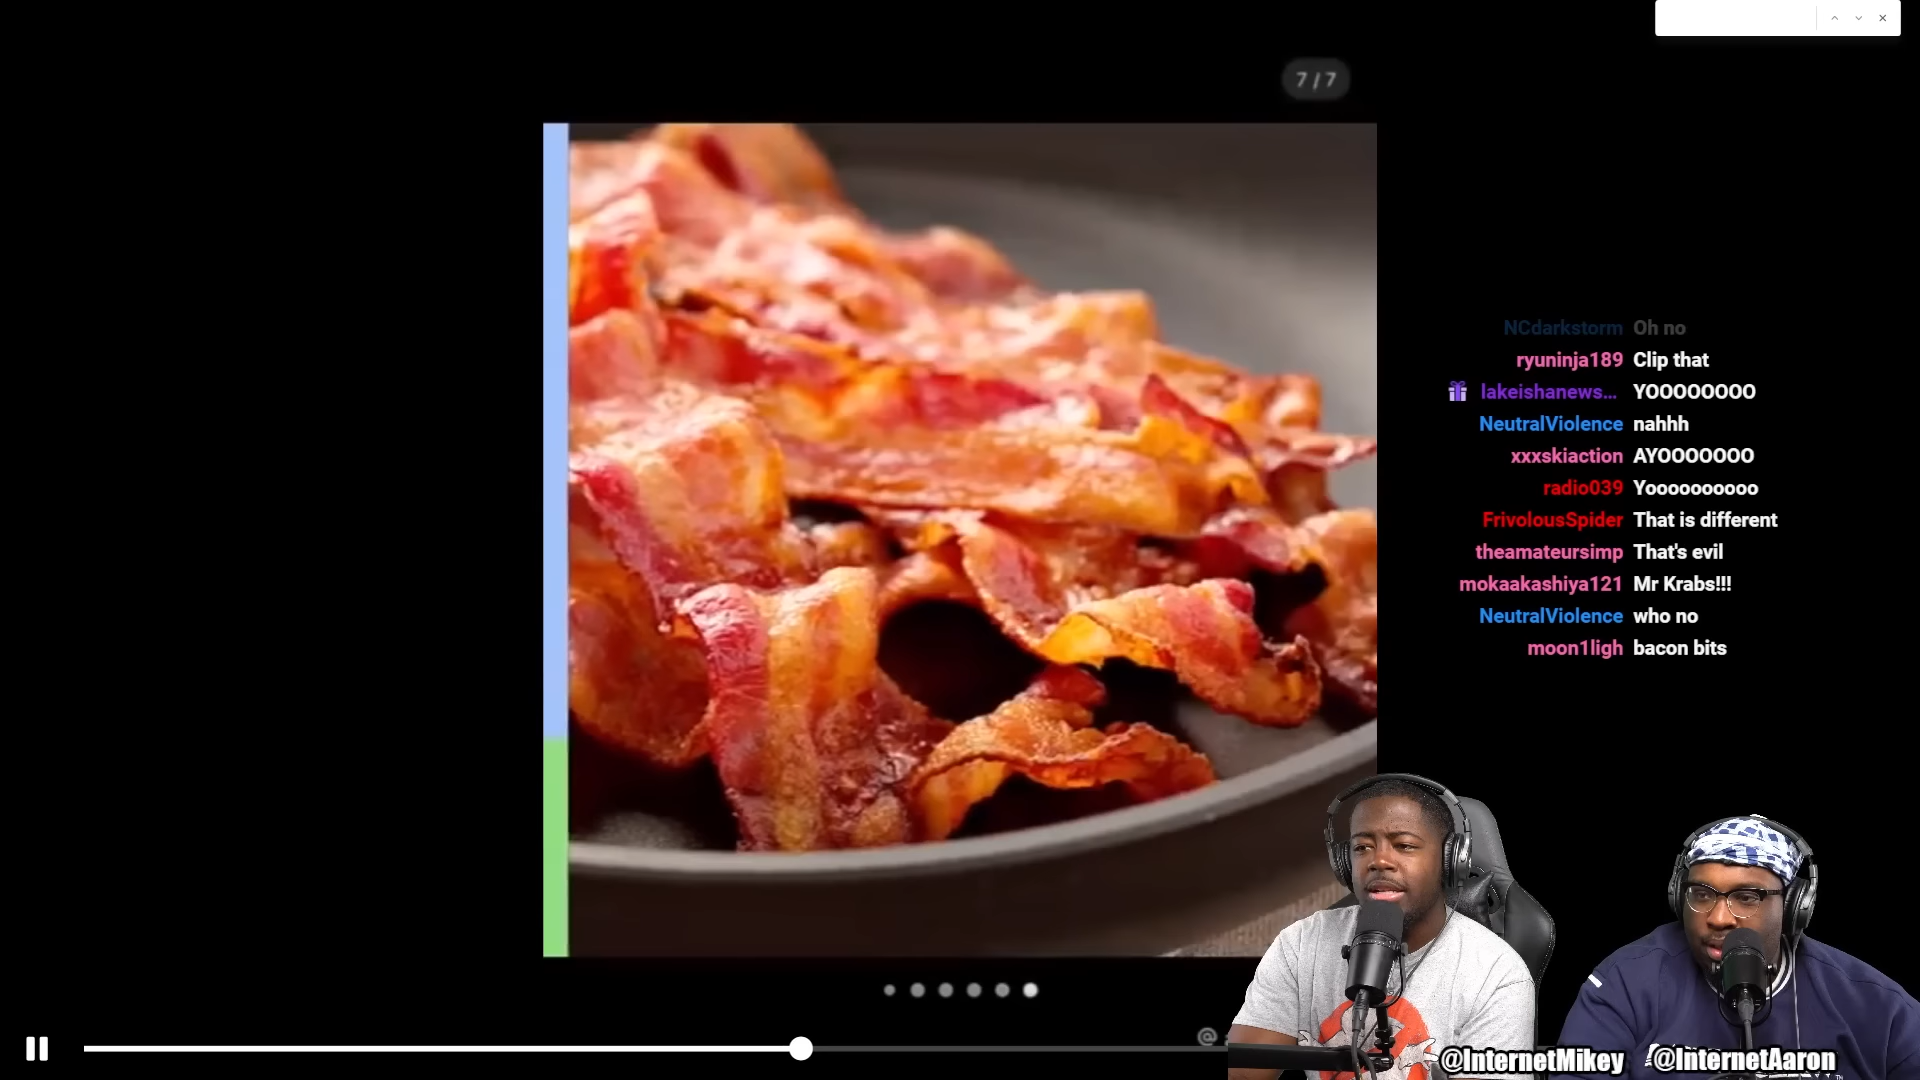 7 / 7
NCdarkstorm Oh no
ryuninja189 Clip that
lakeishanews... YOOOOOOOO
NeutralViolence nahhh
xxxskiaction AYOOOOOOO
radio039 Yoooooooooo
FrivolousSpider That is different
theamateursimp That's evil
mokaakashiya121 Mr Krabs!!!
NeutralViolence who no
moon1ligh bacon bits
@
@InternetMikey
@InternetAaron